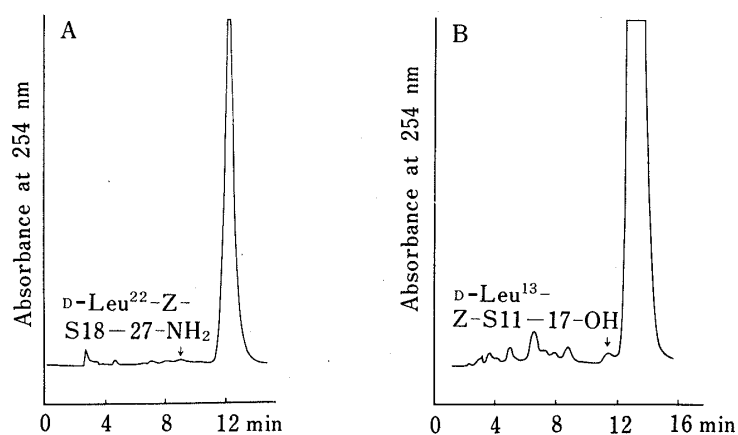 A
Absorbance at 254 nm
D-Leu²²-Z-
S18-27-NH₂
0 4 8 12 min
B
Absorbance at 254 nm
D-Leu¹³-
Z-S11-17-OH
0 4 8 12 16 min